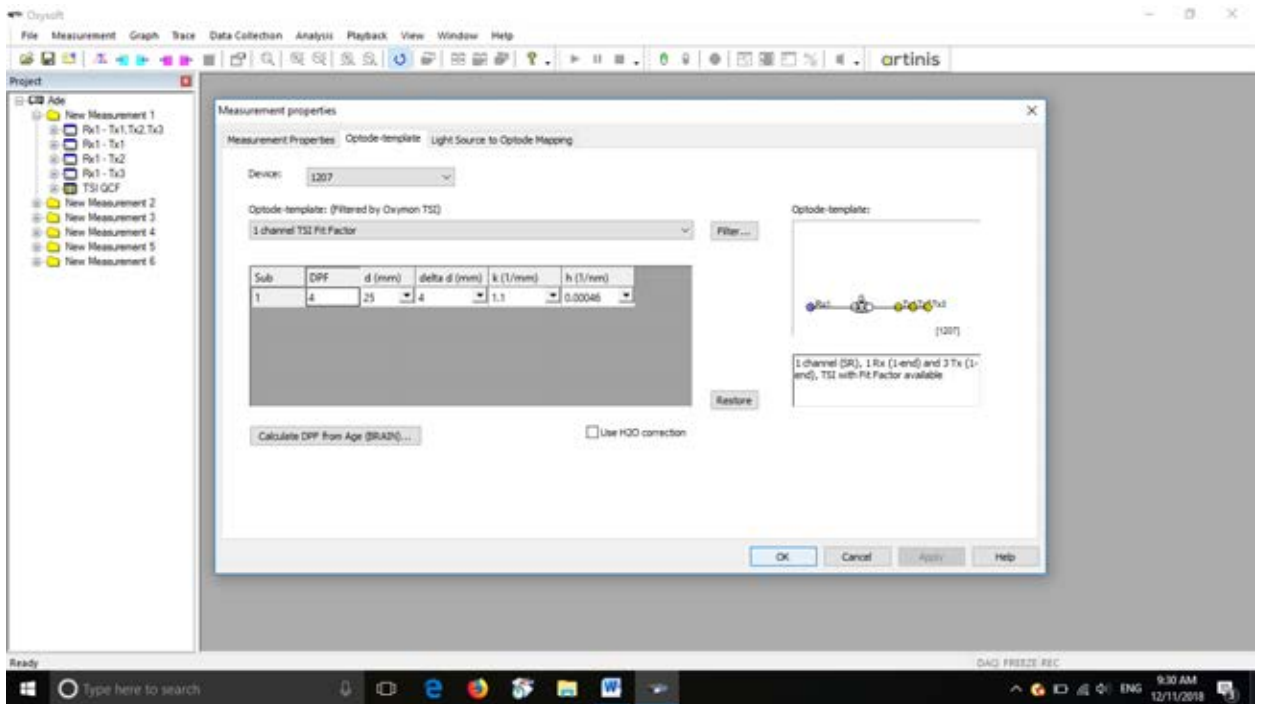 Oxysoft
File Measurement Graph Trace Data Collection Analysis Playback View Window Help
artinis
Project
Ade
New Measurement 1
Rx1 - Tx1,Tx2,Tx3
Rx1 - Tx1
Rx1 - Tx2
Rx1 - Tx3
TSI QCF
New Measurement 2
New Measurement 3
New Measurement 4
New Measurement 5
New Measurement 6
Measurement properties
Measurement Properties Optode-template Light Source to Optode Mapping
Device: 1207
Optode-template: (Filtered by Oxymon TSI)
1 channel TSI Fit Factor
Filter...
Sub DPF d (mm) delta d (mm) k (1/mm) h (1/nm)
1 4 25 4 1.1 0.00046
Restore
Calculate DPF from Age (BRAIN)...
Use H2O correction
Optode-template:
Rx1
[1207]
1 channel (SR), 1 Rx (1-end) and 3 Tx (1-
end), TSI with Fit Factor available
OK Cancel Apply Help
Ready
DAQ FREEZE REC
Type here to search
ENG
9:30 AM
12/11/2018